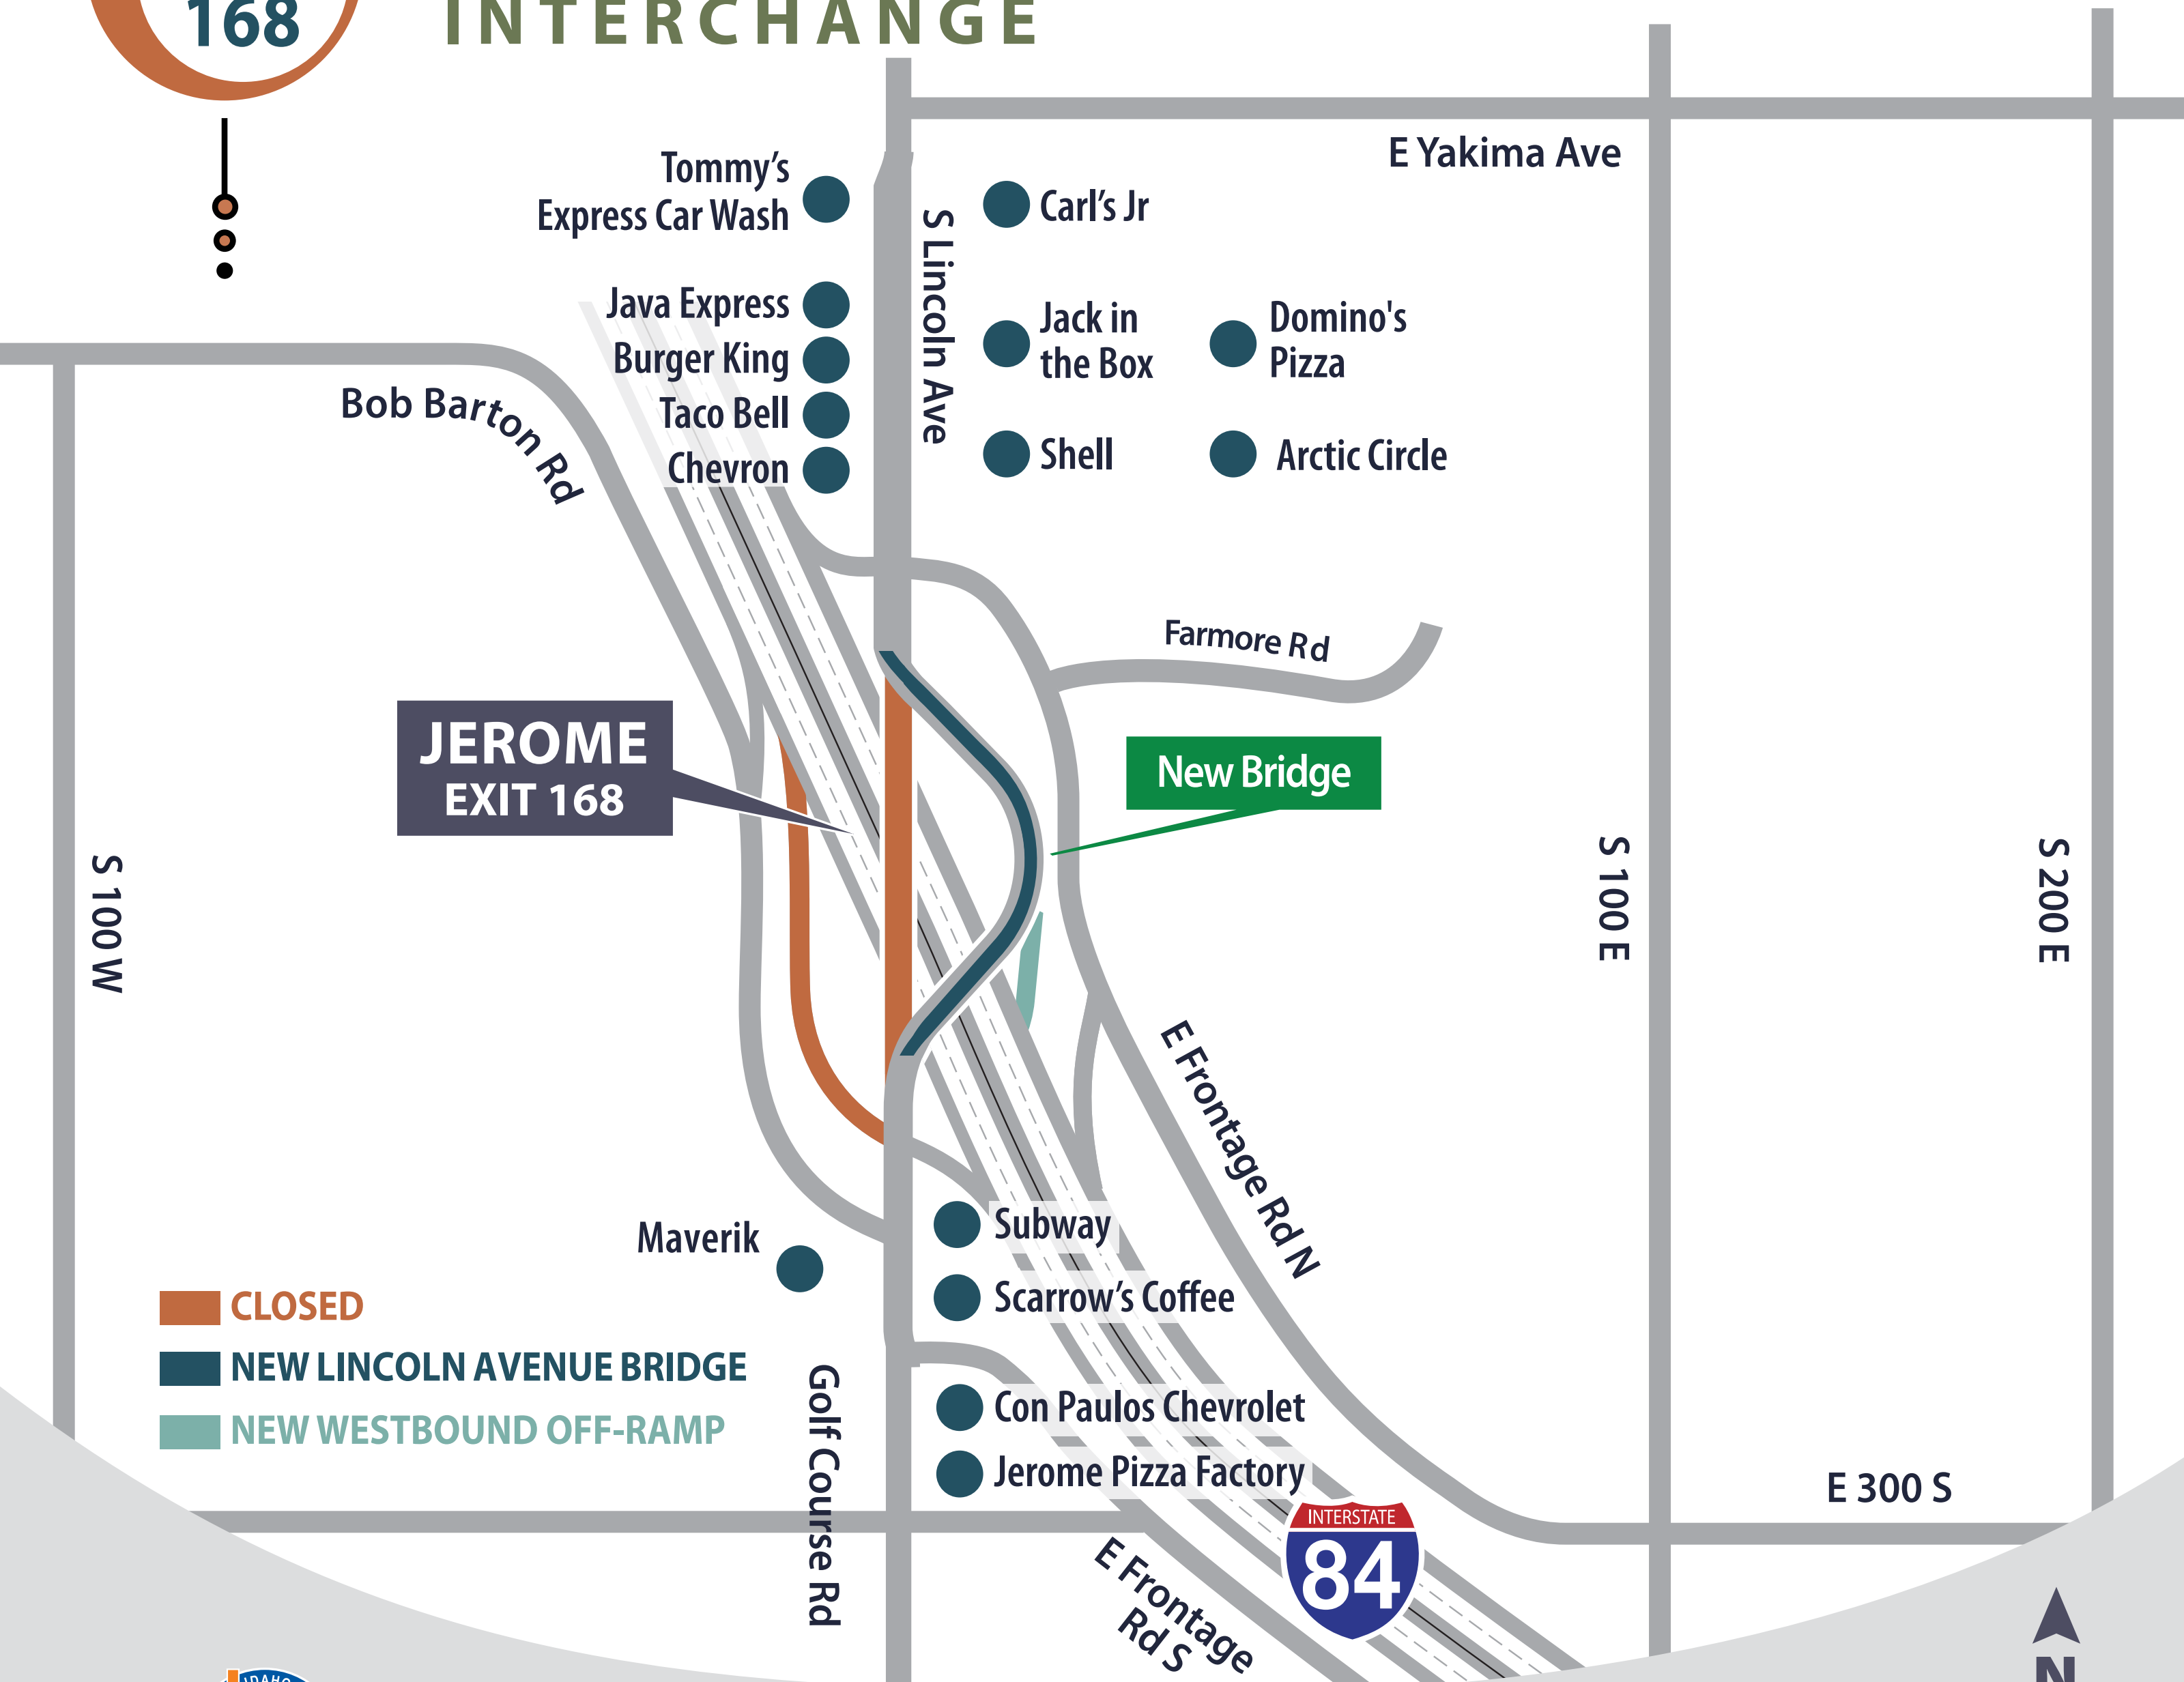 168
INTERCHANGE
E Yakima Ave
Tommy’s
Express Car Wash
Carl’s Jr
S Lincoln Ave
Java Express
Burger King
Taco Bell
Chevron
Jack in
the Box
Domino's
Pizza
Shell
Arctic Circle
Bob Barton Rd
Farmore Rd
JEROME
EXIT 168
New Bridge
S 100 W
S 100 E
S 200 E
E Frontage Rd N
Maverik
Subway
Scarrow’s Coffee
Con Paulos Chevrolet
Jerome Pizza Factory
CLOSED
NEW LINCOLN AVENUE BRIDGE
NEW WESTBOUND OFF-RAMP
Golf Course Rd
E 300 S
INTERSTATE
84
E Frontage
Rd S
IDAHO
N